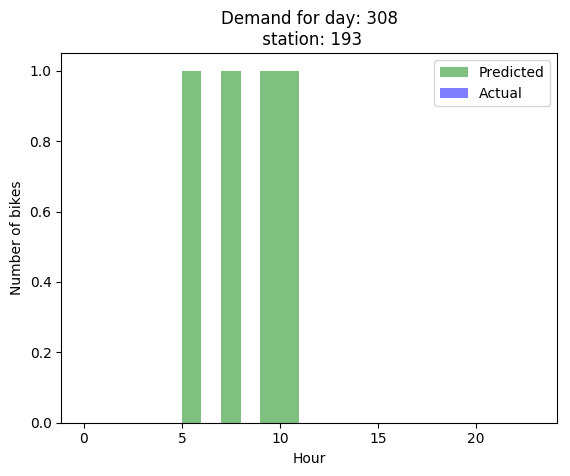 Demand for day: 308
station: 193
Predicted
Actual
1.0
0.8
0.6
0.4
0.2
0.0
Number of bikes
0 5 10 15 20
Hour